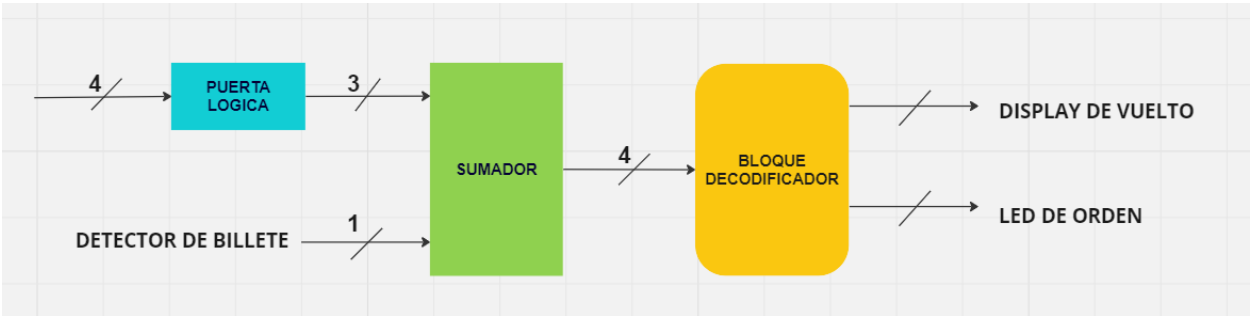 4
PUERTA
LOGICA
3
SUMADOR
DETECTOR DE BILLETE
1
4
BLOQUE
DECODIFICADOR
DISPLAY DE VUELTO
LED DE ORDEN